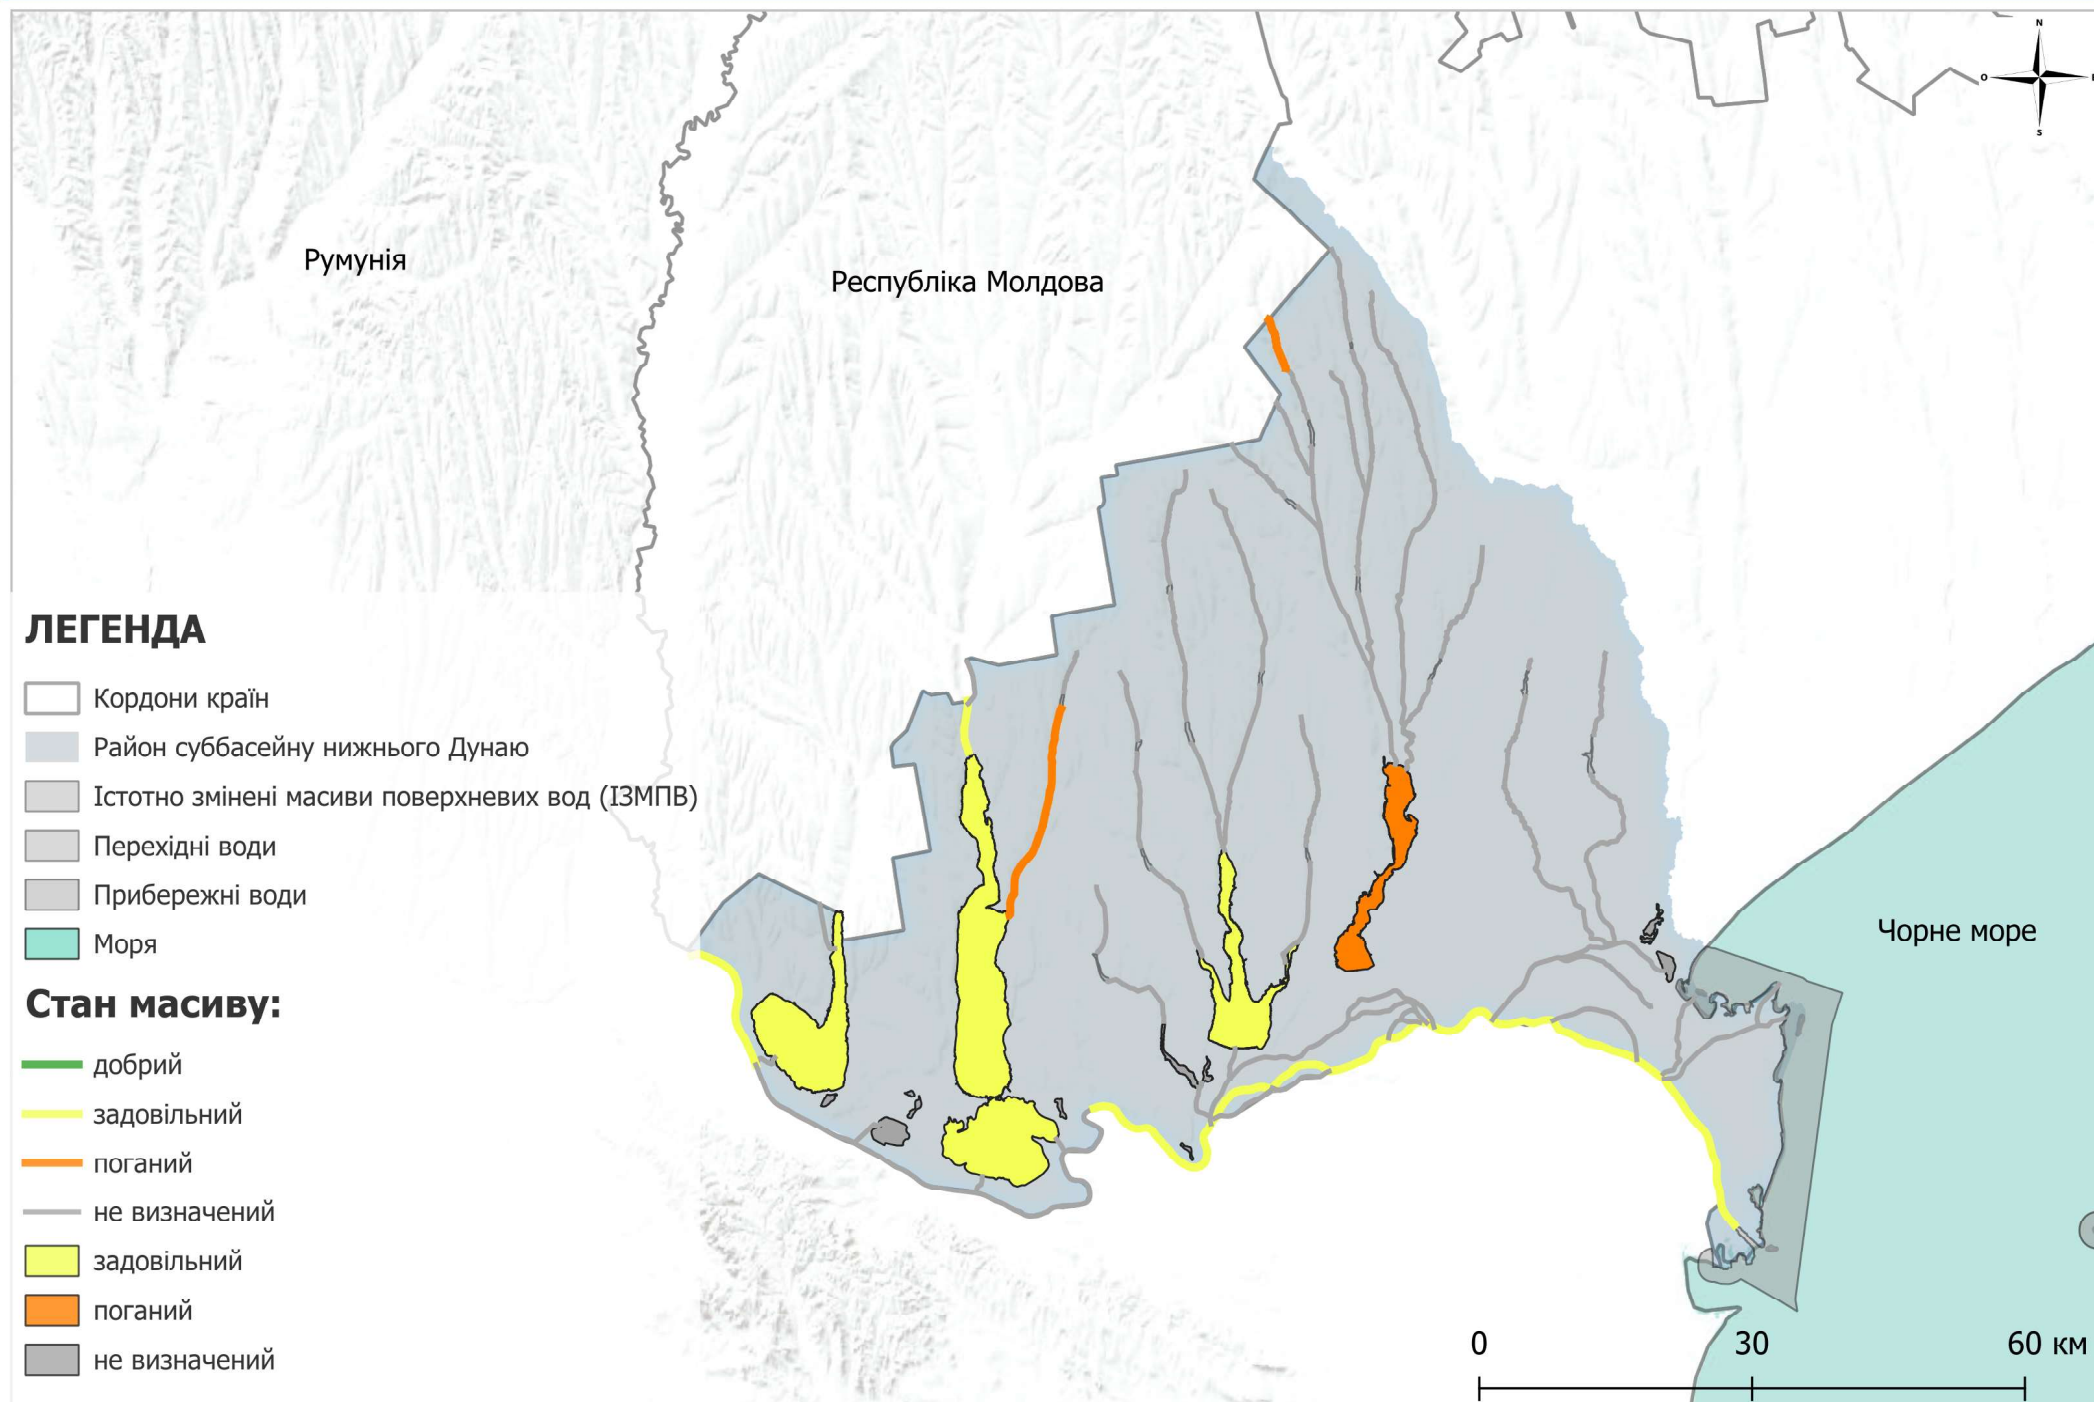 N
O
S
Румунія
Республіка Молдова
Чорне море
ЛЕГЕНДА
Кордони країн
Район суббасейну нижнього Дунаю
Істотно змінені масиви поверхневих вод (ІЗМПВ)
Перехідні води
Прибережні води
Моря
Стан масиву:
добрий
задовільний
поганий
не визначений
задовільний
поганий
не визначений
0 30 60 км